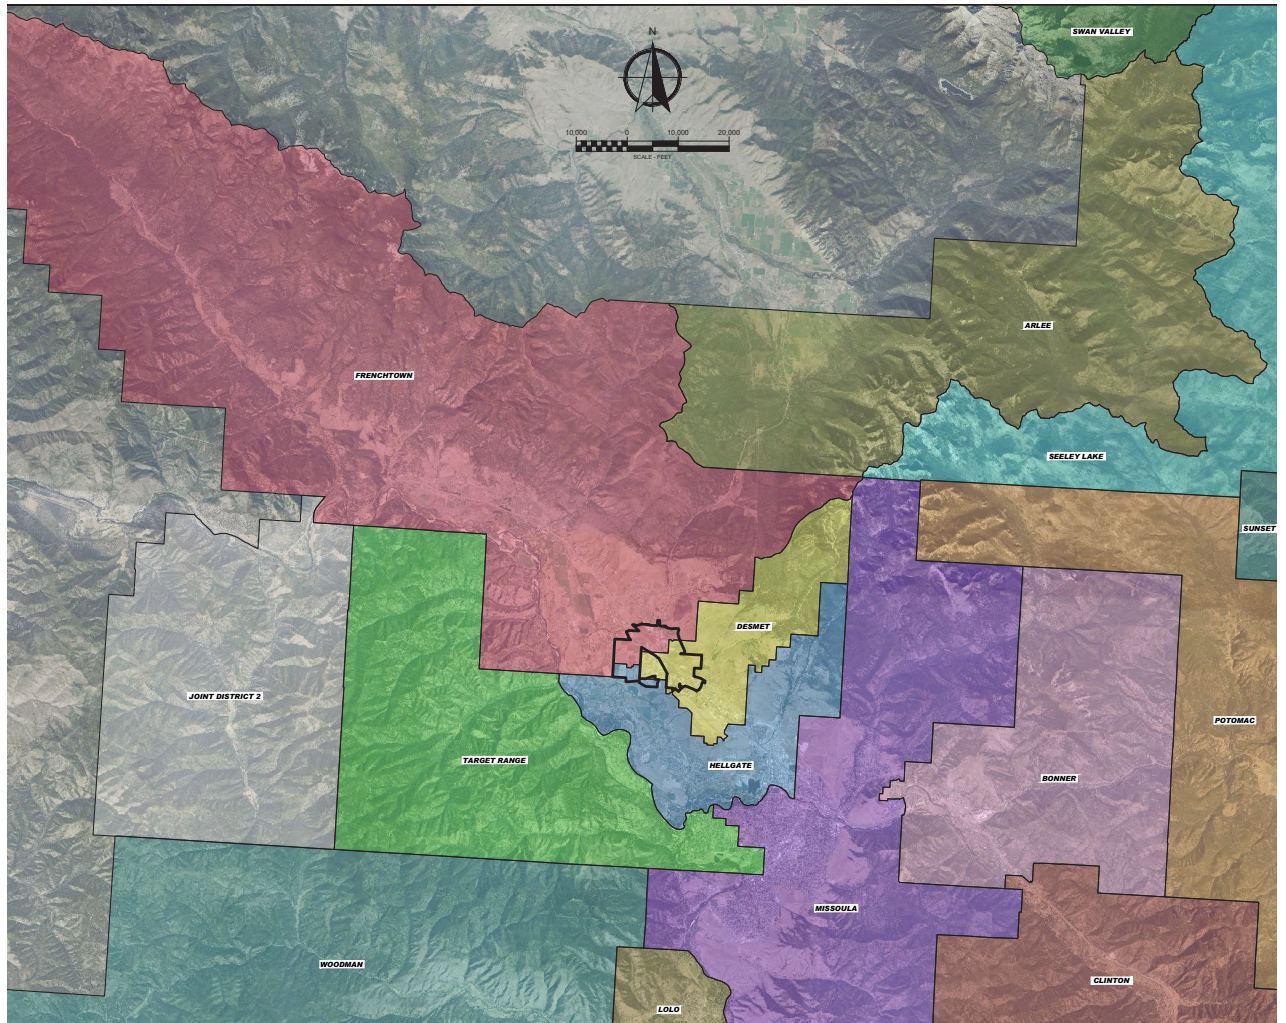 SWAN VALLEY
N
10,000 0 10,000 20,000
SCALE - FEET
ARLEE
FRENCHTOWN
SEELEY LAKE
SUNSET
DESMET
JOINT DISTRICT 2
POTOMAC
TARGET RANGE
HELLGATE
BONNER
MISSOULA
WOODMAN
CLINTON
LOLO